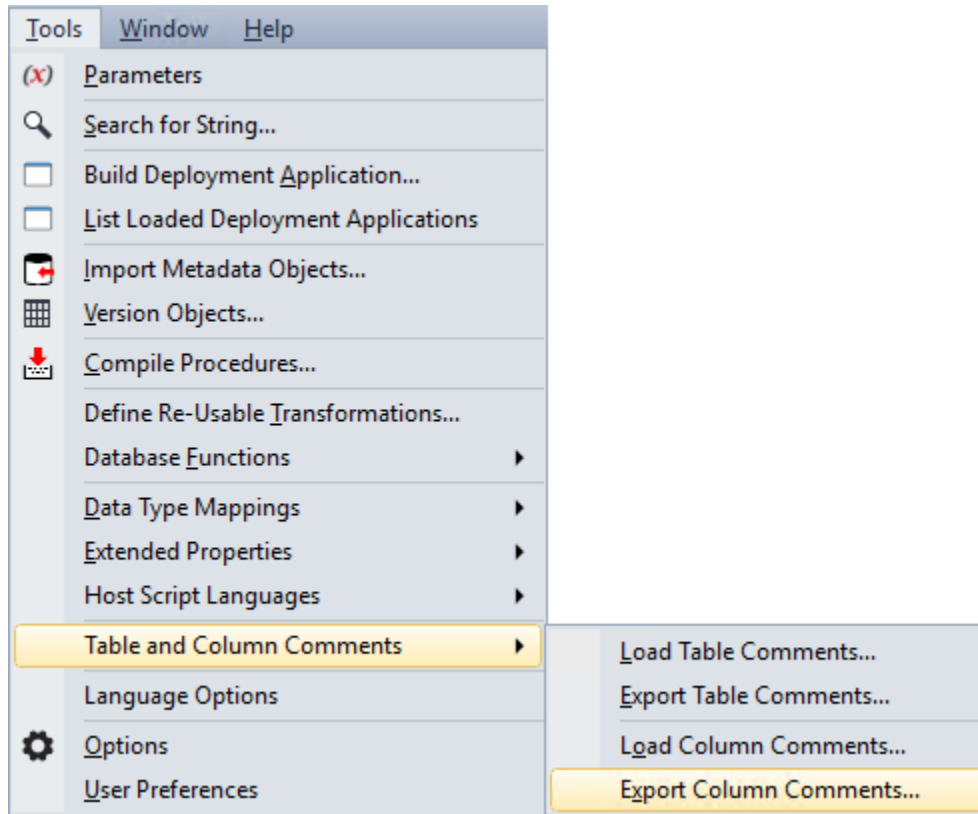 Tools Window Help
(x) Parameters
Search for String...
Build Deployment Application...
List Loaded Deployment Applications
Import Metadata Objects...
Version Objects...
Compile Procedures...
Define Re-Usable Transformations...
Database Functions
Data Type Mappings
Extended Properties
Host Script Languages
Table and Column Comments
Language Options
Options
User Preferences
Load Table Comments...
Export Table Comments...
Load Column Comments...
Export Column Comments...